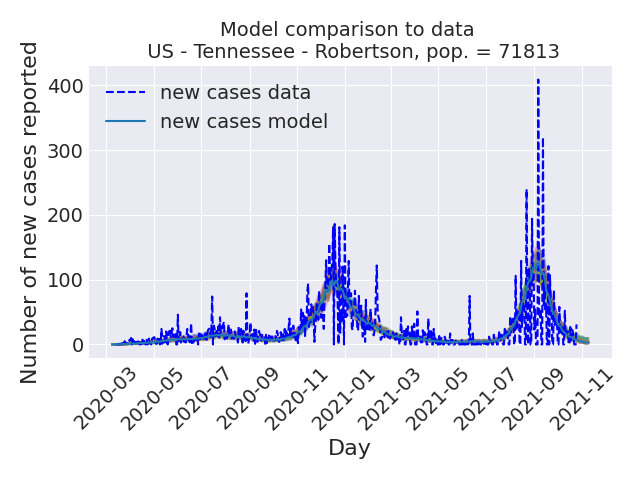 Model comparison to data
US - Tennessee - Robertson, pop. = 71813
Number of new cases reported
400
300
200
100
0
new cases data
new cases model
2020-03
2020-05
2020-07
2020-09
2020-11
2021-01
2021-03
2021-05
2021-07
2021-09
2021-11
Day